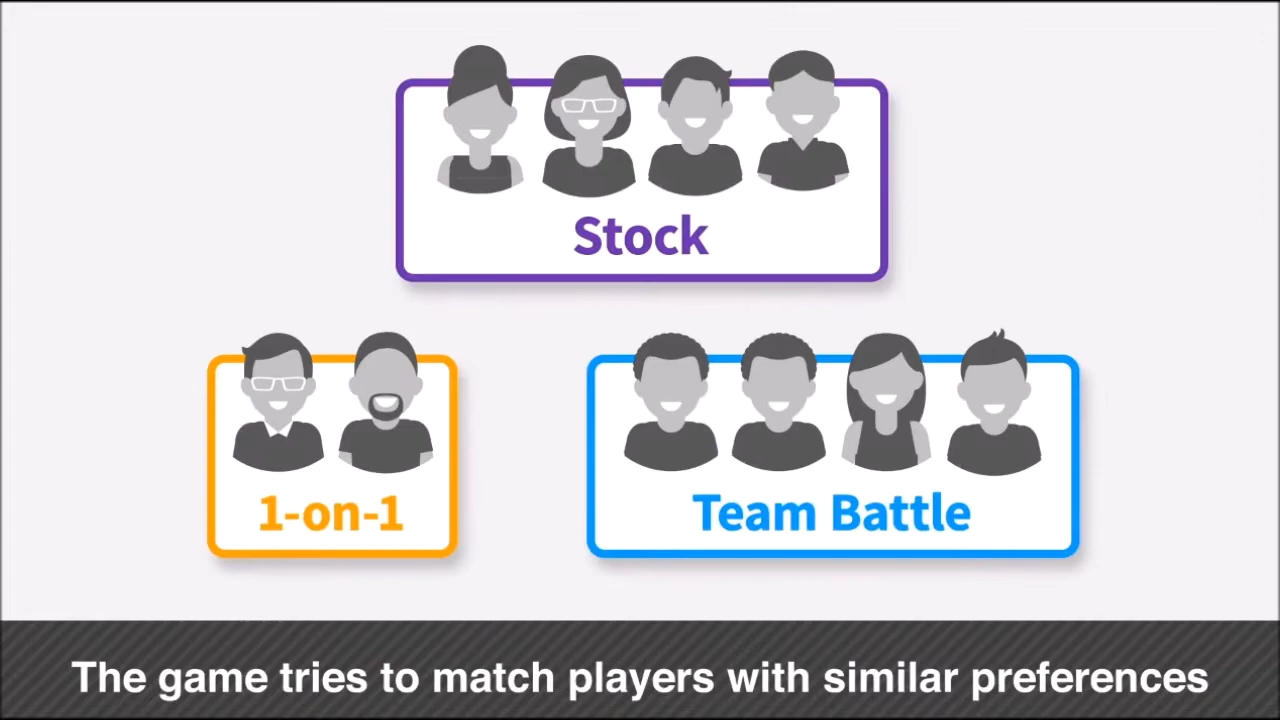 Stock
1-on-1
Team Battle
The game tries to match players with similar preferences